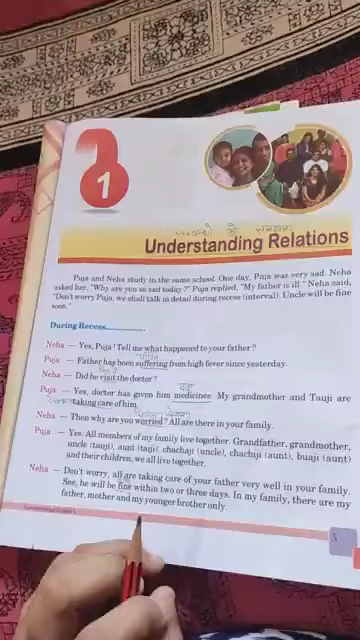 1
सम्बन्धों को समझना
Understanding Relations
Puja and Neha study in the same school. One day, Puja was very sad. Neha
asked her, "Why are you so sad today ?" Puja replied, "My father is ill." Neha said,
"Don't worry Puja, we shall talk in detail during recess (interval). Uncle will be fine
soon."
During Recess................
Neha — Yes, Puja ! Tell me what happened to your father ?
Puja — Father has been suffering from high fever since yesterday.
Neha — Did he visit the doctor ?
दवा
Puja — Yes, doctor has given him medicines. My grandmother and Tauji are
taking care of him.
Neha — Then why are you worried ? All are there in your family.
Puja — Yes. All members of my family live together. Grandfather, grandmother,
uncle (tauji), aunt (taiji), chachaji (uncle), chachiji (aunt), buaji (aunt)
and their children, we all live together.
Neha — Don't worry, all are taking care of your father very well in your family.
See, he will be fine within two or three days. In my family, there are my
father, mother and my younger brother only.
5